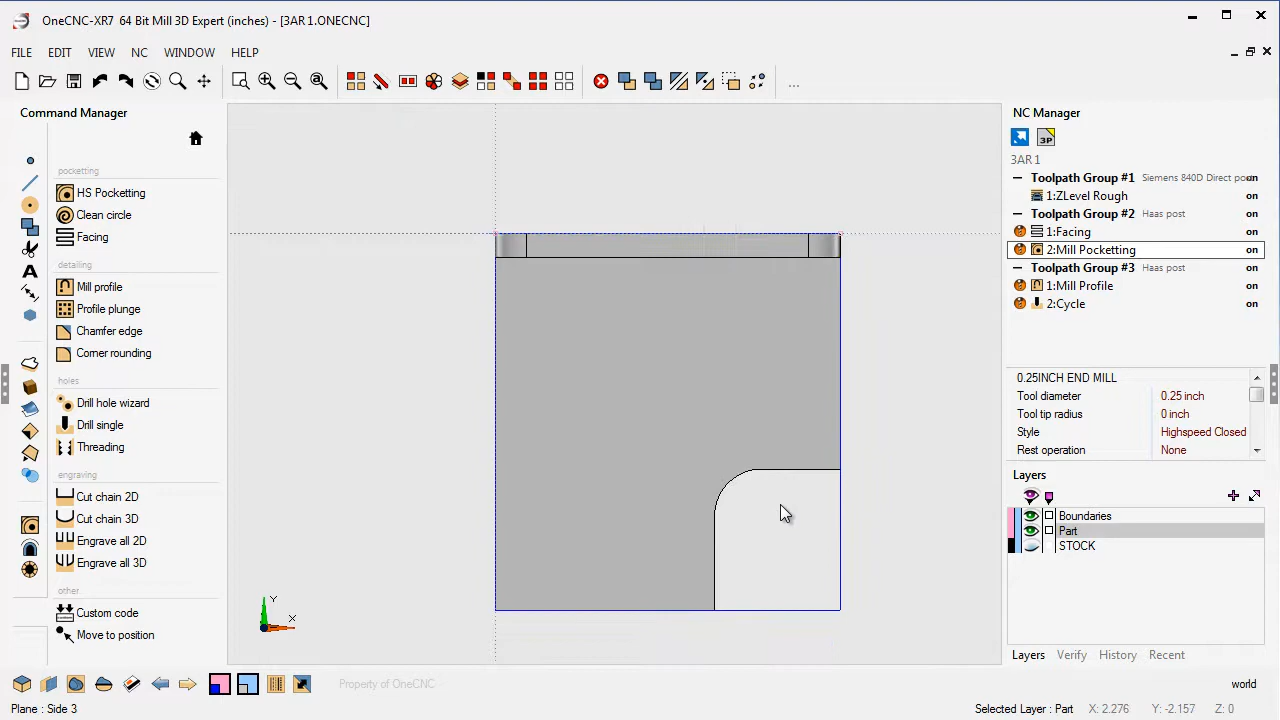 OneCNC-XR7 64 Bit Mill 3D Expert (inches) - [3AR 1.ONECNC]
FILE EDIT VIEW NC WINDOW HELP
...
Command Manager
pocketting
HS Pocketting
Clean circle
Facing
detailing
Mill profile
Profile plunge
Chamfer edge
Corner rounding
holes
Drill hole wizard
Drill single
Threading
engraving
Cut chain 2D
Cut chain 3D
Engrave all 2D
Engrave all 3D
other
Custom code
Move to position
Y
X
NC Manager
3P
3AR 1
Toolpath Group #1 Siemens 840D Direct on
1:ZLevel Rough on
Toolpath Group #2 Haas post on
1:Facing on
2:Mill Pocketting on
Toolpath Group #3 Haas post on
1:Mill Profile on
2:Cycle on
0.25INCH END MILL
Tool diameter 0.25 inch
Tool tip radius 0 inch
Style Highspeed Closed
Rest operation None
Layers
Boundaries
Part
STOCK
Layers Verify History Recent
Property of OneCNC
world
Plane : Side 3
Selected Layer : Part X: 2.276 Y: -2.157 Z: 0